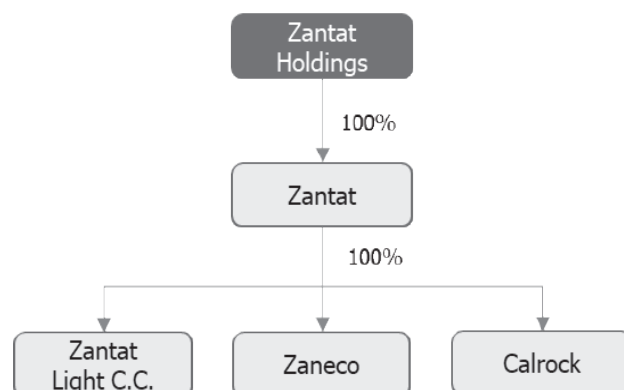 Zantat
Holdings
100%
Zantat
100%
Zantat
Light C.C.
Zaneco
Calrock